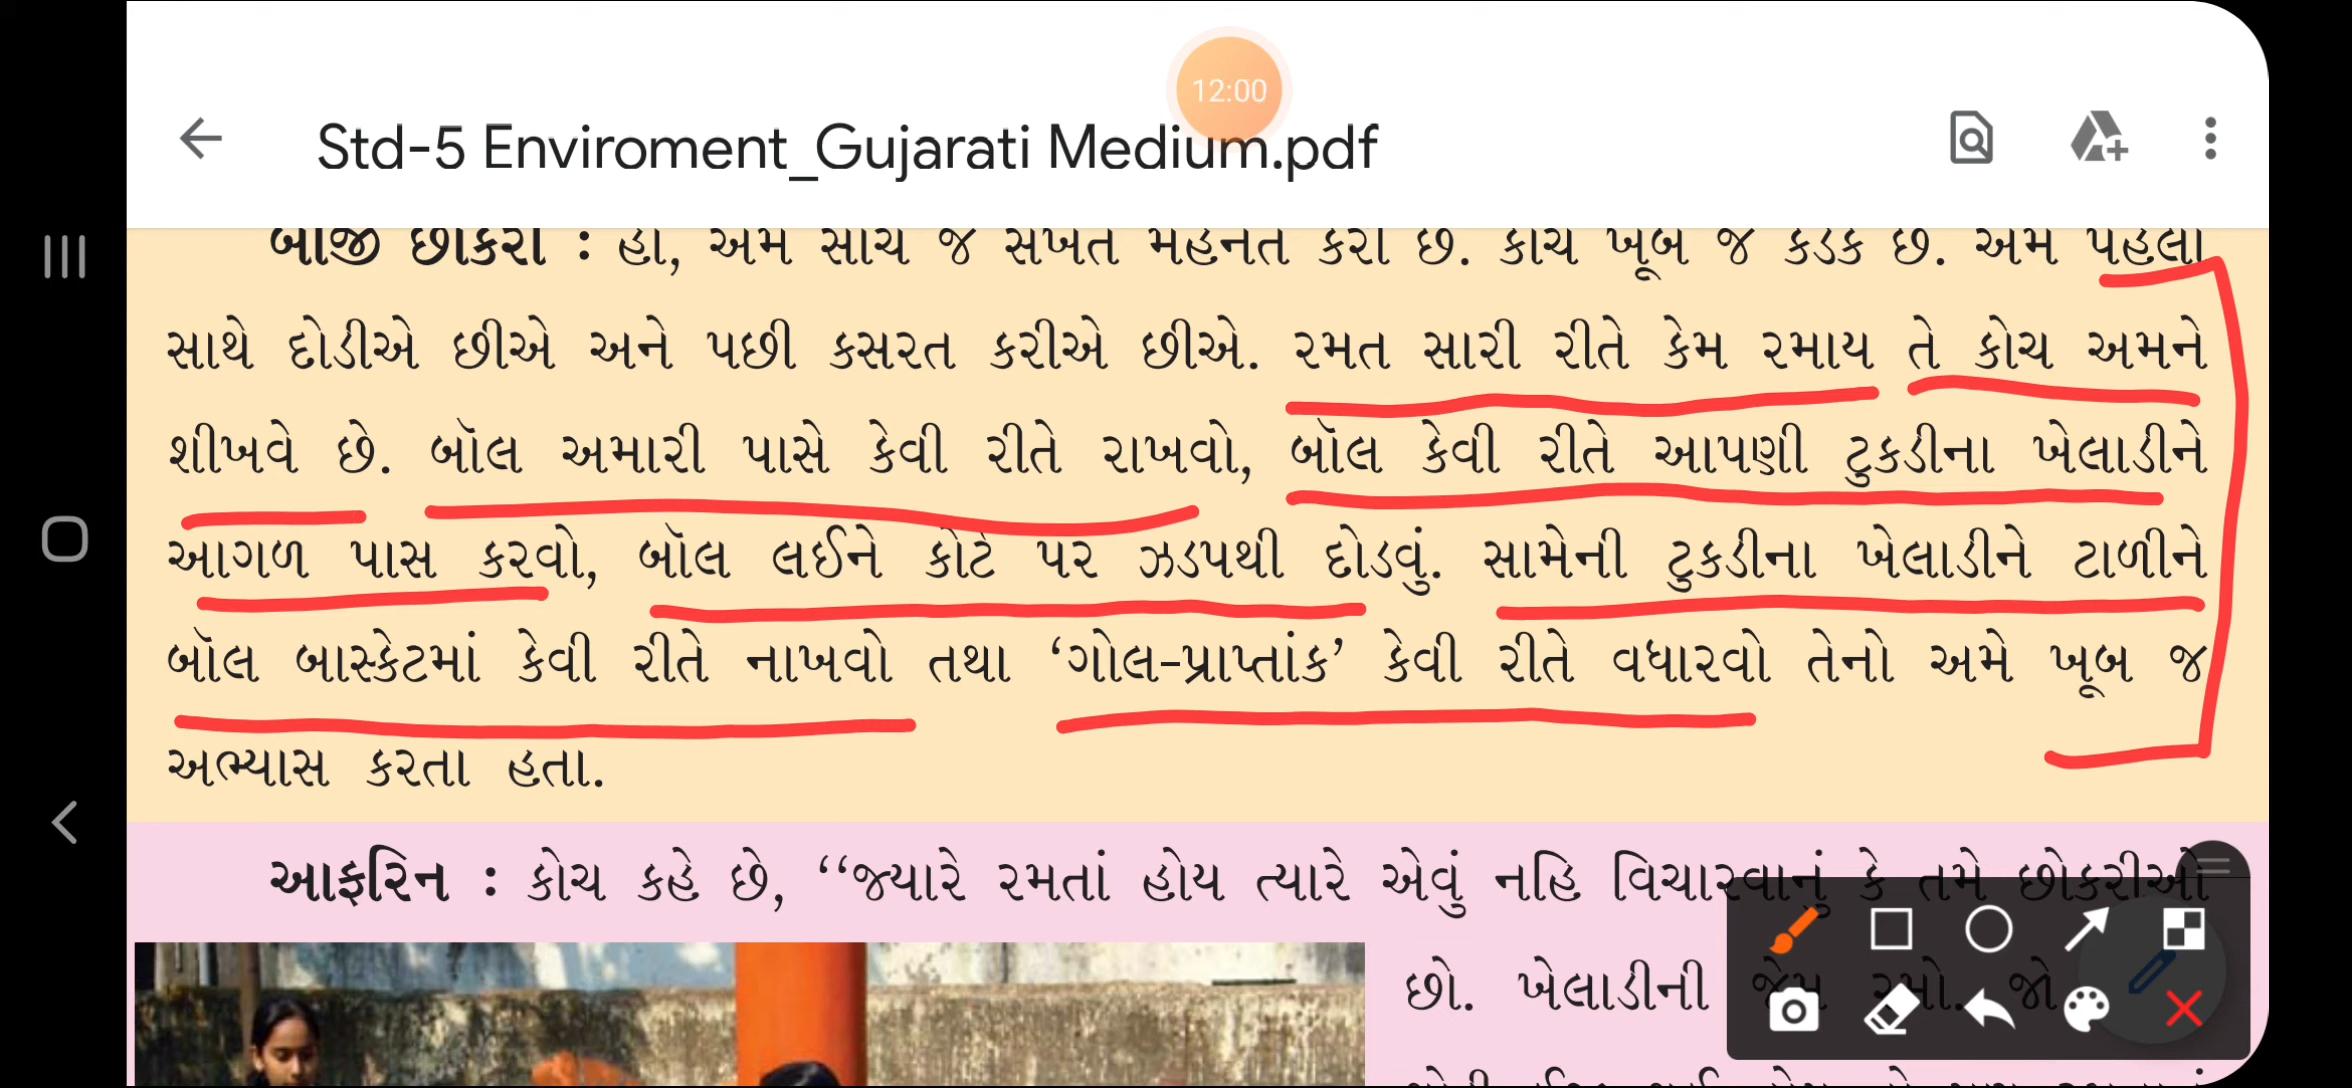 12:00
Std-5 Enviroment_Gujarati Medium.pdf
બીજી છોકરી : હા, અમે સાચે જ સખત મહેનત કરી છે. કોચ ખૂબ જ કડક છે. અમે પહેલાં
સાથે દોડીએ છીએ અને પછી કસરત કરીએ છીએ. રમત સારી રીતે કેમ રમાય તે કોચ અમને
શીખવે છે. બૉલ અમારી પાસે કેવી રીતે રાખવો, બૉલ કેવી રીતે આપણી ટુકડીના ખેલાડીને
આગળ પાસ કરવો, બૉલ લઈને કોર્ટ પર ઝડપથી દોડવું. સામેની ટુકડીના ખેલાડીને ટાળીને
બૉલ બાસ્કેટમાં કેવી રીતે નાખવો તથા ‘ગોલ-પ્રાપ્તાંક’ કેવી રીતે વધારવો તેનો અમે ખૂબ જ
અભ્યાસ કરતા હતા.
આફરિન : કોચ કહે છે, ‘‘જ્યારે રમતાં હોય ત્યારે એવું નહિ વિચારવાનું કે તમે છોકરીઓ
છો. ખેલાડીની જેમ રમો. જો